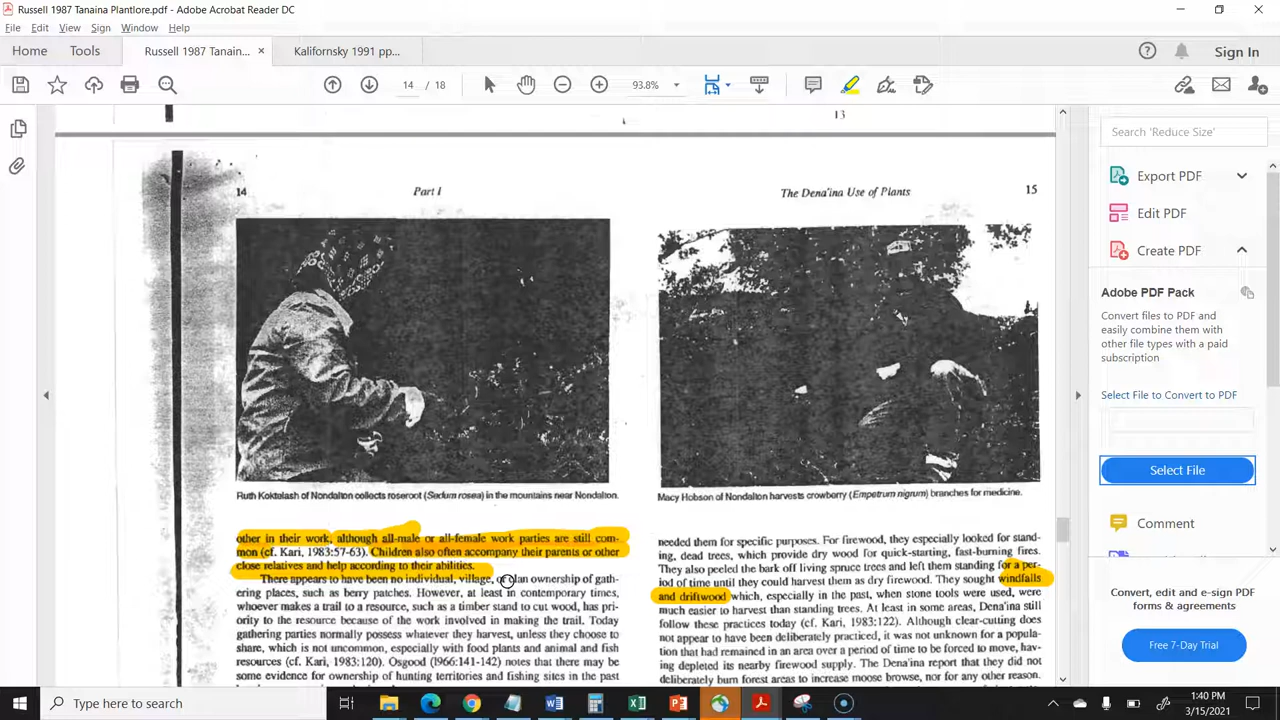 Russell 1987 Tanaina Plantlore.pdf - Adobe Acrobat Reader DC
File Edit View Sign Window Help
Home Tools Russell 1987 Tanain... × Kalifornsky 1991 pp... Sign In
14 / 18 93.8%
13
Search 'Reduce Size'
Export PDF
Edit PDF
Create PDF
Adobe PDF Pack
Convert files to PDF and
easily combine them with
other file types with a paid
subscription
Select File to Convert to PDF
Select File
Comment
Convert, edit and e-sign PDF
forms & agreements
Free 7-Day Trial
14 Part I
Ruth Koktelash of Nondalton collects roseroot (Sedum rosea) in the mountains near Nondalton.
other in their work, although all-male or all-female work parties are still com-
mon (cf. Kari, 1983:57-63). Children also often accompany their parents or other
close relatives and help according to their abilities.
There appears to have been no individual, village, or clan ownership of gath-
ering places, such as berry patches. However, at least in contemporary times,
whoever makes a trail to a resource, such as a timber stand to cut wood, has pri-
ority to the resource because of the work involved in making the trail. Today
gathering parties normally possess whatever they harvest, unless they choose to
share, which is not uncommon, especially with food plants and animal and fish
resources (cf. Kari, 1983:120). Osgood (1966:141-142) notes that there may be
some evidence for ownership of hunting territories and fishing sites in the past
The Dena'ina Use of Plants 15
Macy Hobson of Nondalton harvests crowberry (Empetrum nigrum) branches for medicine.
needed them for specific purposes. For firewood, they especially looked for stand-
ing, dead trees, which provide dry wood for quick-starting, fast-burning fires.
They also peeled the bark off living spruce trees and left them standing for a per-
iod of time until they could harvest them as dry firewood. They sought windfalls
and driftwood which, especially in the past, when stone tools were used, were
much easier to harvest than standing trees. At least in some areas, Dena'ina still
follow these practices today (cf. Kari, 1983:122). Although clear-cutting does
not appear to have been deliberately practiced, it was not unknown for a popula-
tion that had remained in an area over a period of time to be forced to move, hav-
ing depleted its nearby firewood supply. The Dena'ina report that they did not
deliberately burn forest areas to increase moose browse, nor for any other reason.
Type here to search
1:40 PM
3/15/2021